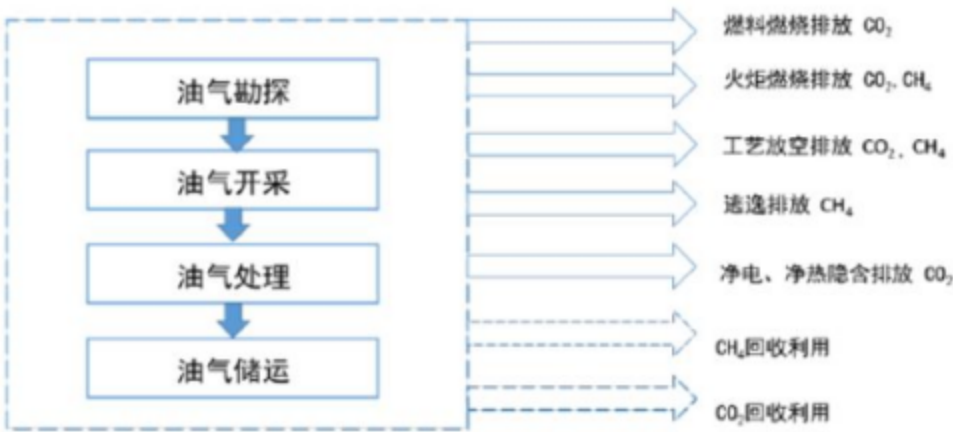 油气勘探
油气开采
油气处理
油气储运
燃料燃烧排放 CO₂
火炬燃烧排放 CO₂、CH₄
工艺放空排放 CO₂、CH₄
逃逸排放 CH₄
净电、净热隐含排放 CO₂
CH₄回收利用
CO₂回收利用